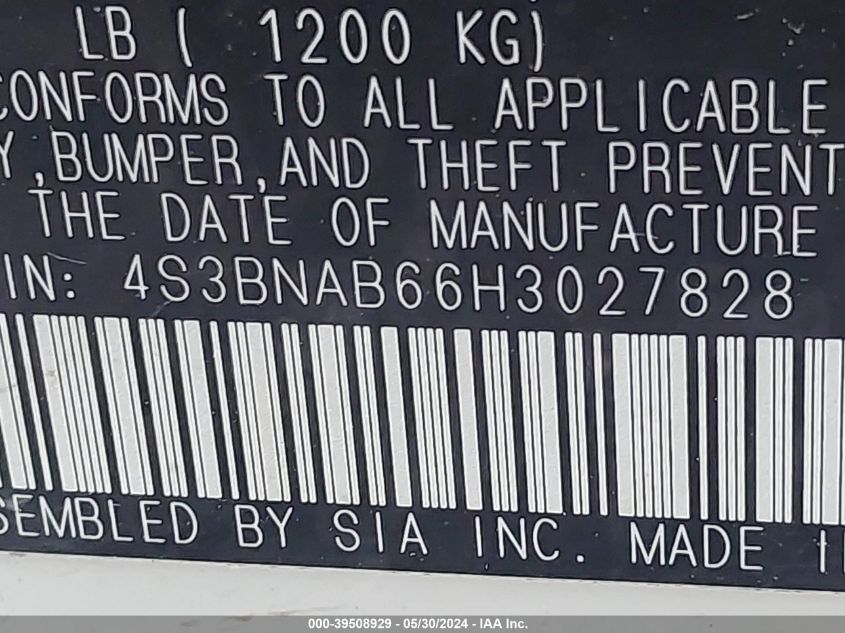 LB ( 1200 KG)
CONFORMS TO ALL APPLICABLE
Y,BUMPER,AND THEFT PREVENT
THE DATE OF MANUFACTURE
IN: 4S3BNAB66H3027828
SEMBLED BY SIA INC. MADE I
000-39508929 - 05/30/2024 - IAA Inc.